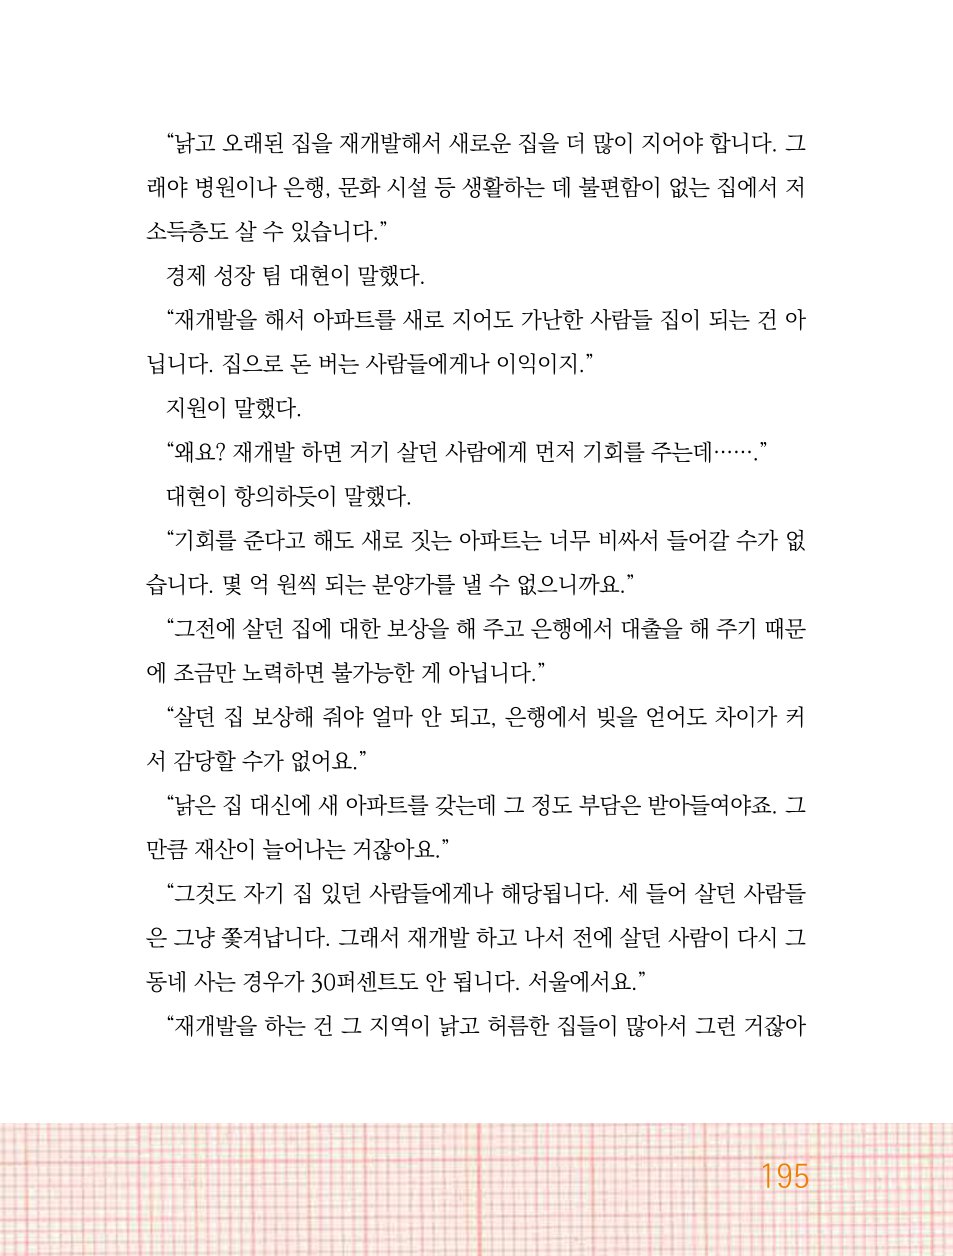 “낡고 오래된 집을 재개발해서 새로운 집을 더 많이 지어야 합니다. 그
래야 병원이나 은행, 문화 시설 등 생활하는 데 불편함이 없는 집에서 저
소득층도 살 수 있습니다.”
경제 성장 팀 대현이 말했다.
“재개발을 해서 아파트를 새로 지어도 가난한 사람들 집이 되는 건 아
닙니다. 집으로 돈 버는 사람들에게나 이익이지.”
지원이 말했다.
“왜요? 재개발 하면 거기 살던 사람에게 먼저 기회를 주는데…….”
대현이 항의하듯이 말했다.
“기회를 준다고 해도 새로 짓는 아파트는 너무 비싸서 들어갈 수가 없
습니다. 몇 억 원씩 되는 분양가를 낼 수 없으니까요.”
“그전에 살던 집에 대한 보상을 해 주고 은행에서 대출을 해 주기 때문
에 조금만 노력하면 불가능한 게 아닙니다.”
“살던 집 보상해 줘야 얼마 안 되고, 은행에서 빚을 얻어도 차이가 커
서 감당할 수가 없어요.”
“낡은 집 대신에 새 아파트를 갖는데 그 정도 부담은 받아들여야죠. 그
만큼 재산이 늘어나는 거잖아요.”
“그것도 자기 집 있던 사람들에게나 해당됩니다. 세 들어 살던 사람들
은 그냥 쫓겨납니다. 그래서 재개발 하고 나서 전에 살던 사람이 다시 그
동네 사는 경우가 30퍼센트도 안 됩니다. 서울에서요.”
“재개발을 하는 건 그 지역이 낡고 허름한 집들이 많아서 그런 거잖아
195